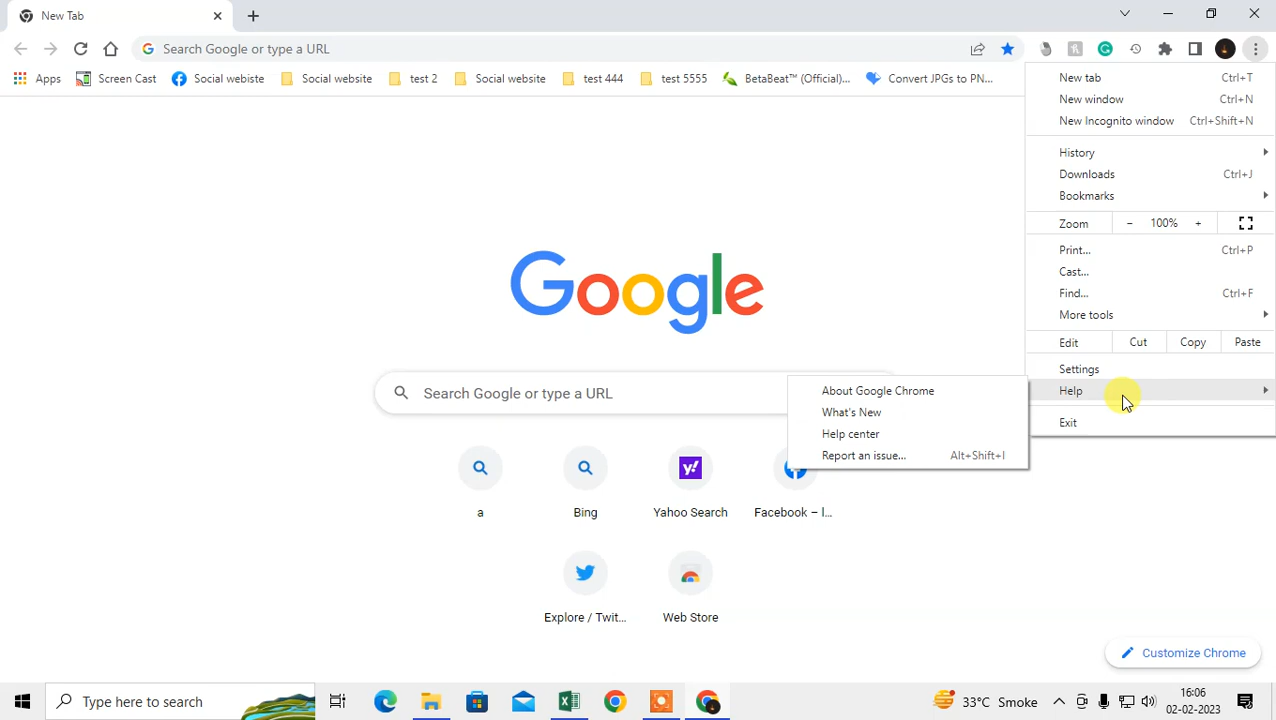 New Tab
Search Google or type a URL
Apps Screen Cast Social webiste Social website test 2 Social website test 444 test 5555 BetaBeat™ (Official)... Convert JPGs to PN...
New tab Ctrl+T
New window Ctrl+N
New Incognito window Ctrl+Shift+N
History
Downloads Ctrl+J
Bookmarks
Zoom - 100% +
Print... Ctrl+P
Cast...
Find... Ctrl+F
More tools
Edit Cut Copy Paste
Settings
Help
Exit
About Google Chrome
What's New
Help center
Report an issue... Alt+Shift+I
Google
Search Google or type a URL
a Bing Yahoo Search Facebook – l...
Explore / Twit... Web Store
Customize Chrome
Type here to search
33°C Smoke
16:06
02-02-2023